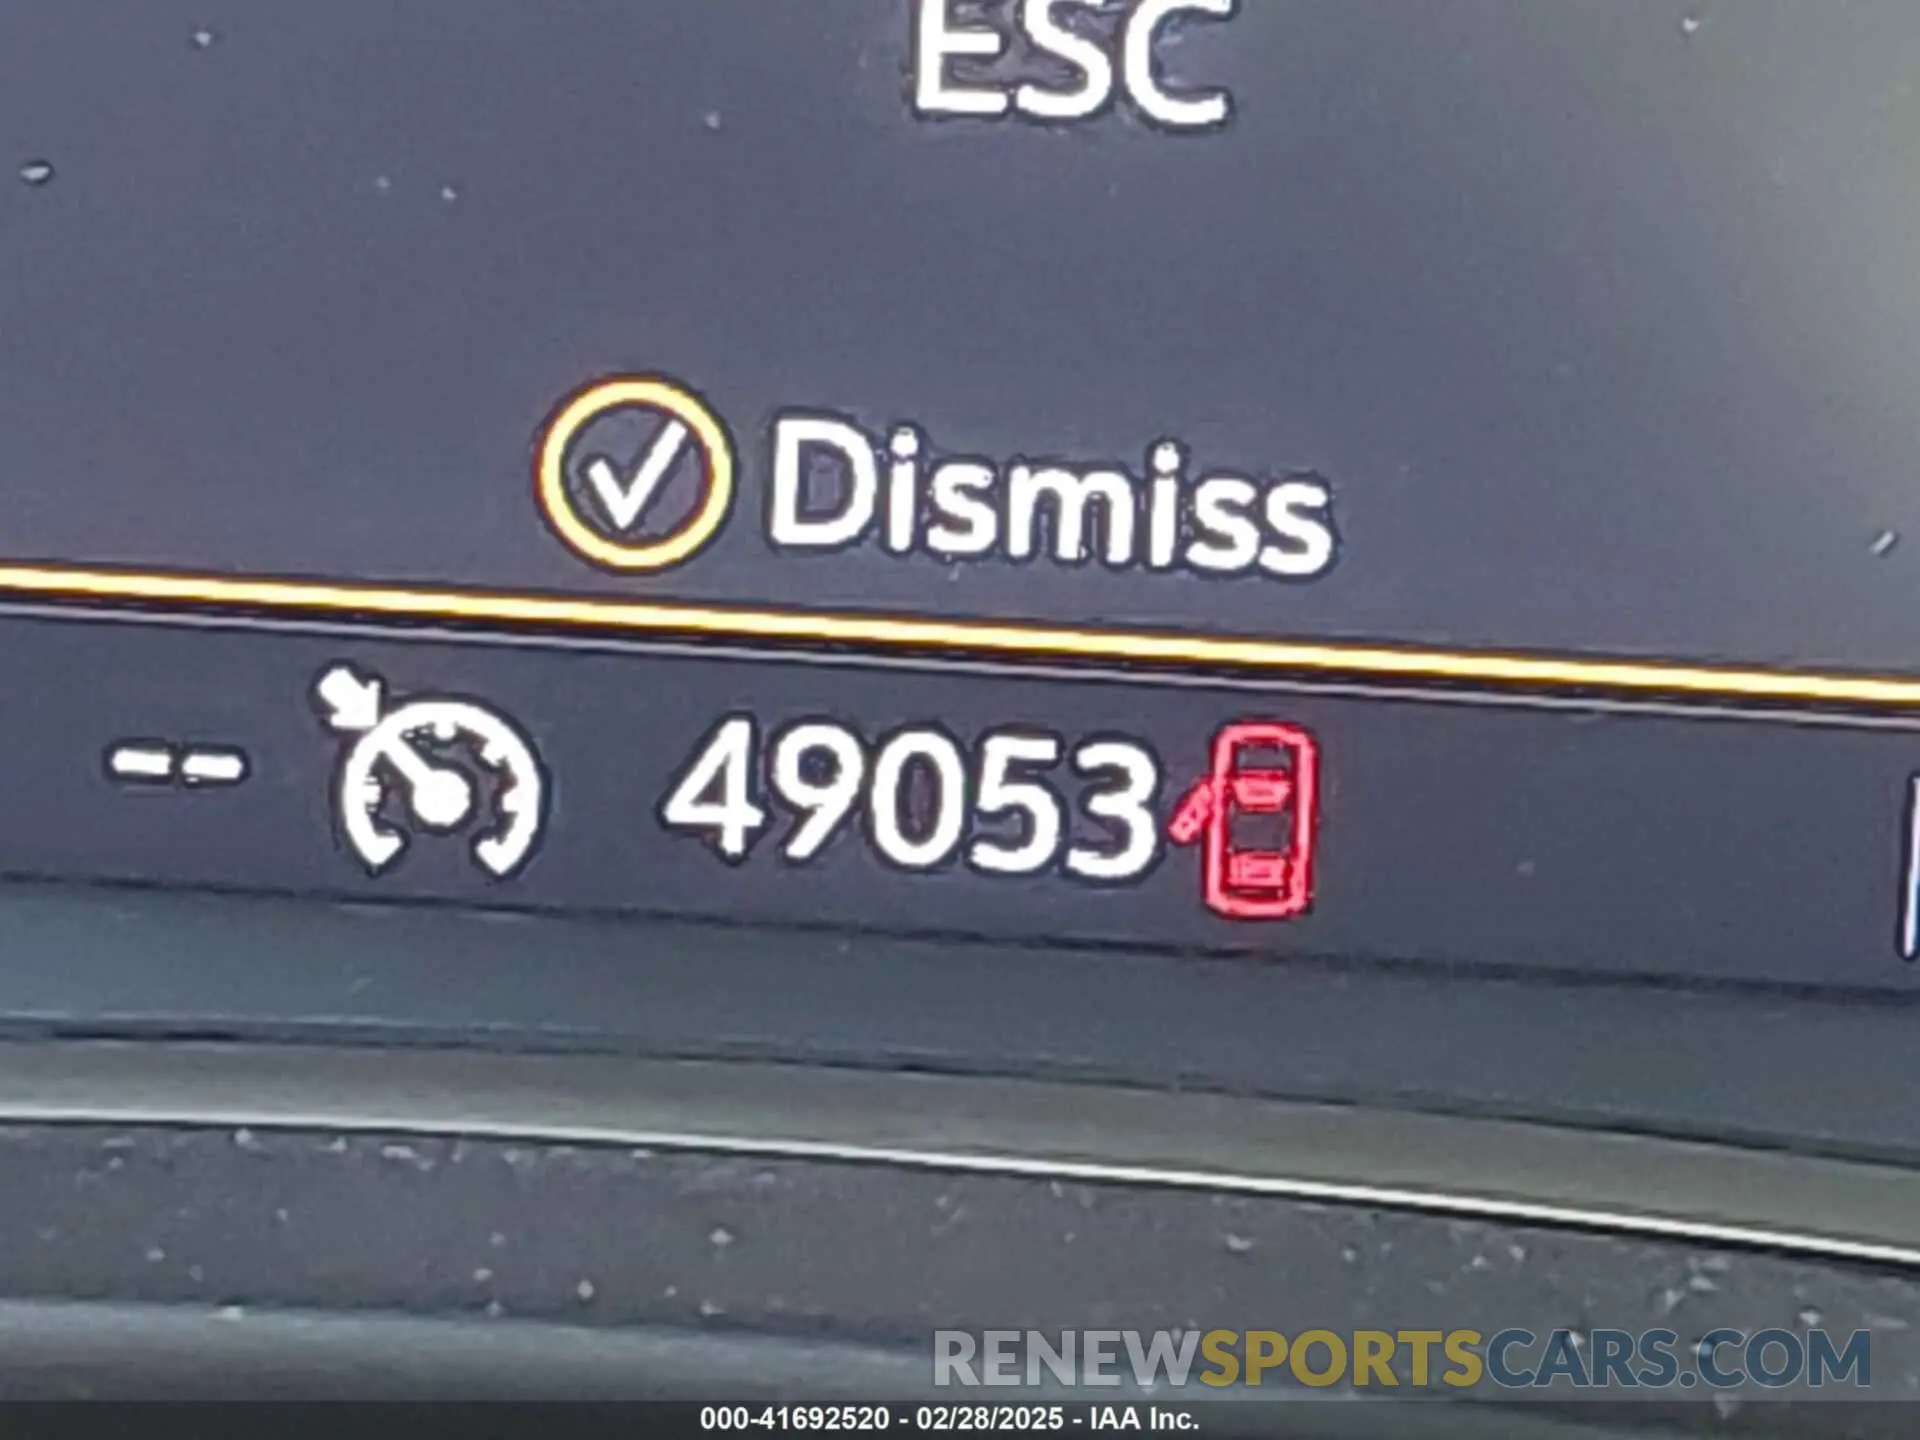 ESC
Dismiss
-- 49053
RENEWSPORTSCARS.COM
000-41692520 - 02/28/2025 - IAA Inc.